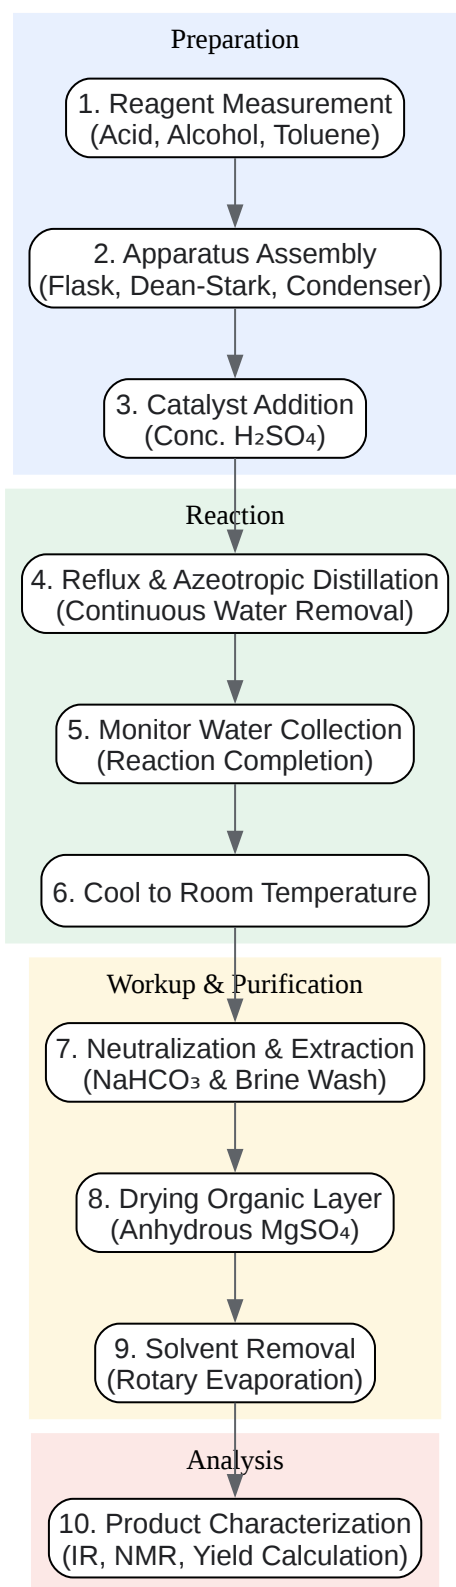 Preparation
1. Reagent Measurement
(Acid, Alcohol, Toluene)
2. Apparatus Assembly
(Flask, Dean-Stark, Condenser)
3. Catalyst Addition
(Conc. H₂SO₄)
Reaction
4. Reflux & Azeotropic Distillation
(Continuous Water Removal)
5. Monitor Water Collection
(Reaction Completion)
6. Cool to Room Temperature
Workup & Purification
7. Neutralization & Extraction
(NaHCO₃ & Brine Wash)
8. Drying Organic Layer
(Anhydrous MgSO₄)
9. Solvent Removal
(Rotary Evaporation)
Analysis
10. Product Characterization
(IR, NMR, Yield Calculation)